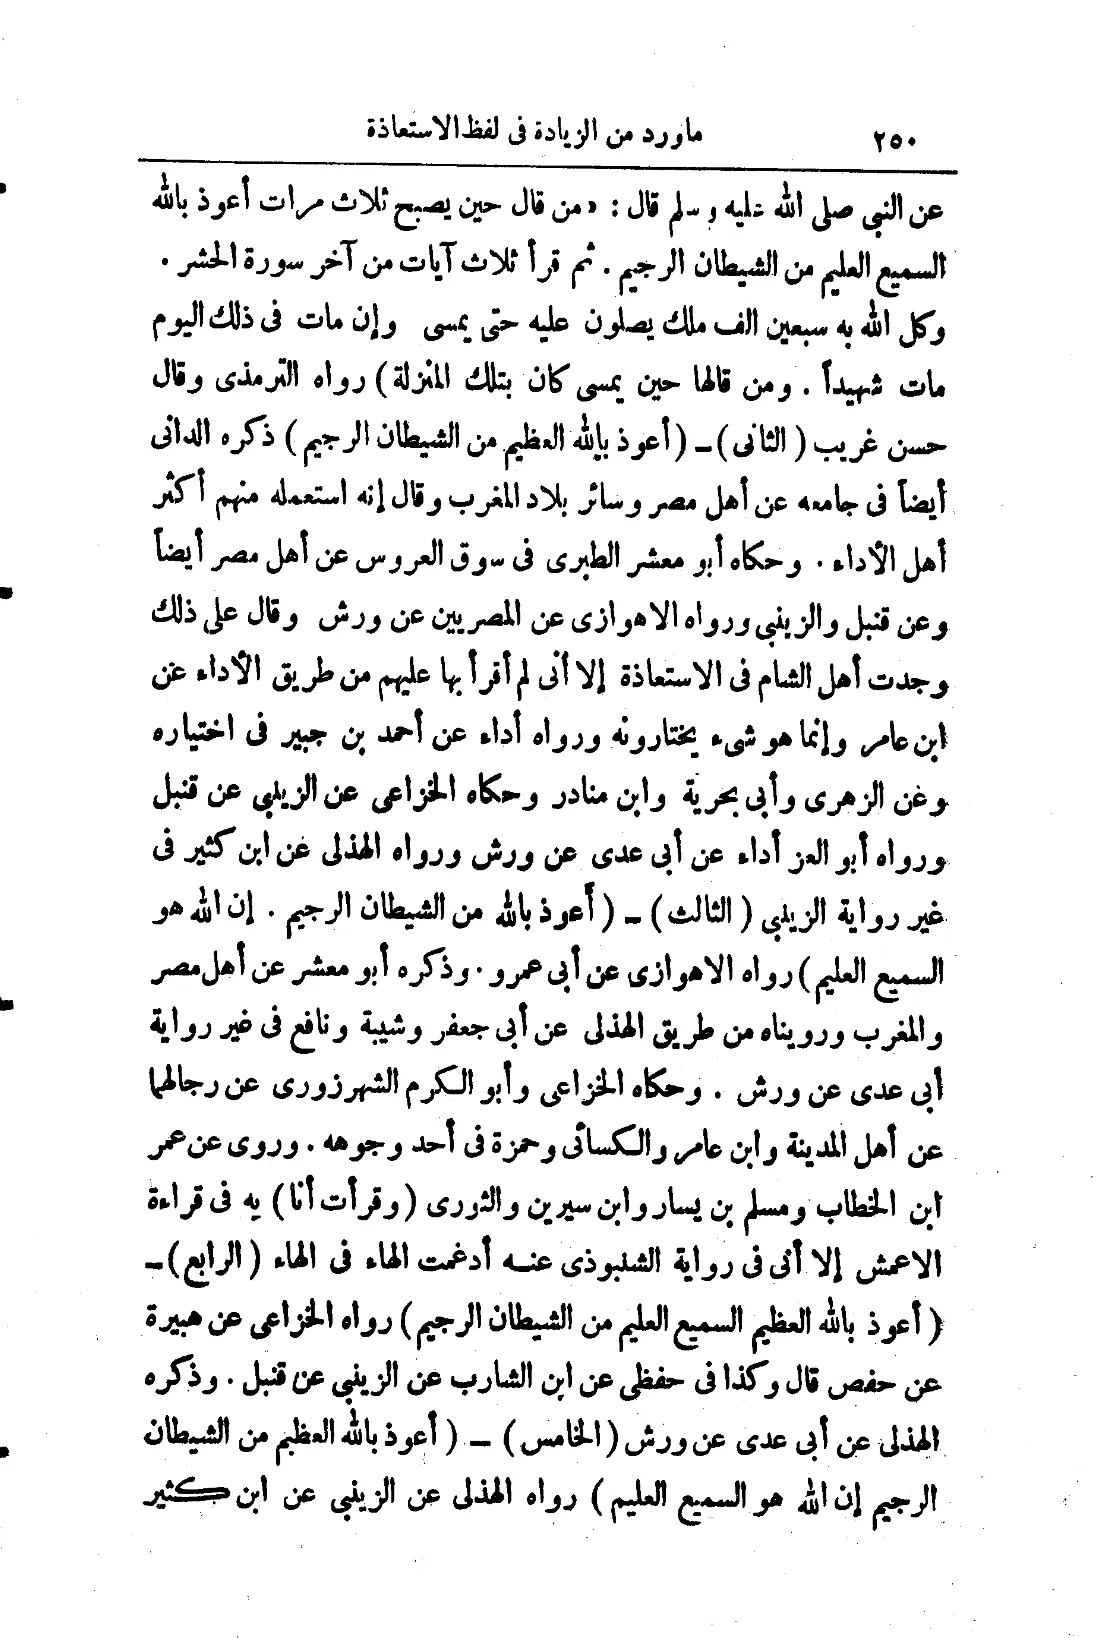 ٢٥٠ ماورد من الزيادة فى لفظ الاستعاذة
عن النبى صلى الله عليه وسلم قال : «من قال حين يصبح ثلاث مرات أعوذ بالله
السميع العليم من الشيطان الرجيم . ثم قرأ ثلاث آيات من آخر سورة الحشر .
وكل الله به سبعين الف ملك يصلون عليه حتى يمسى وإن مات فى ذلك اليوم
مات شهيداً . ومن قالها حين يمسى كان بتلك المنزلة ) رواه الترمذى وقال
حسن غريب ( الثانى ) ــ ( أعوذ بالله العظيم من الشيطان الرجيم ) ذكره الدانى
أيضاً فى جامعه عن أهل مصر وسائر بلاد المغرب وقال إنه استعمله منهم أكثر
أهل الأداء . وحكاه أبو معشر الطبرى فى سوق العروس عن أهل مصر أيضاً
وعن قنبل والزينبي ورواه الاهوازى عن المصريين عن ورش وقال على ذلك
وجدت أهل الشام فى الاستعاذة إلا أنى لم أقرأ بها عليهم من طريق الأداء عن
ابن عامر وإنما هو شىء يختارونه ورواه أداء عن أحمد بن جبير فى اختياره
وعن الزهرى وأبى بحرية وابن منادر وحكاه الخزاعى عن الزينبي عن قنبل
ورواه أبو العز أداء عن أبى عدى عن ورش ورواه الهذلى عن ابن كثير فى
غير رواية الزينبي ( الثالث ) ــ ( أعوذ بالله من الشيطان الرجيم . إن الله هو
السميع العليم ) رواه الاهوازى عن أبى عمرو . وذكره أبو معشر عن أهل مصر
والمغرب ورويناه من طريق الهذلى عن أبى جعفر وشيبة ونافع فى غير رواية
أبى عدى عن ورش . وحكاه الخزاعى وأبو الكرم الشهرزورى عن رجالهما
عن أهل المدينة وابن عامر والكسائى وحمزة فى أحد وجوهه . وروى عن عمر
ابن الخطاب ومسلم بن يسار وابن سيرين والثورى ( وقرأت أنا ) به فى قراءة
الاعمش إلا أنى فى رواية الشنبوذى عنه أدغمت الهاء فى الهاء ( الرابع ) ــ
( أعوذ بالله العظيم السميع العليم من الشيطان الرجيم ) رواه الخزاعى عن هبيرة
عن حفص قال وكذا فى حفظى عن ابن الشارب عن الزينبي عن قنبل . وذكره
الهذلى عن أبى عدى عن ورش ( الخامس ) ــ ( أعوذ بالله العظيم من الشيطان
الرجيم إن الله هو السميع العليم ) رواه الهذلى عن الزينبي عن ابن كثير